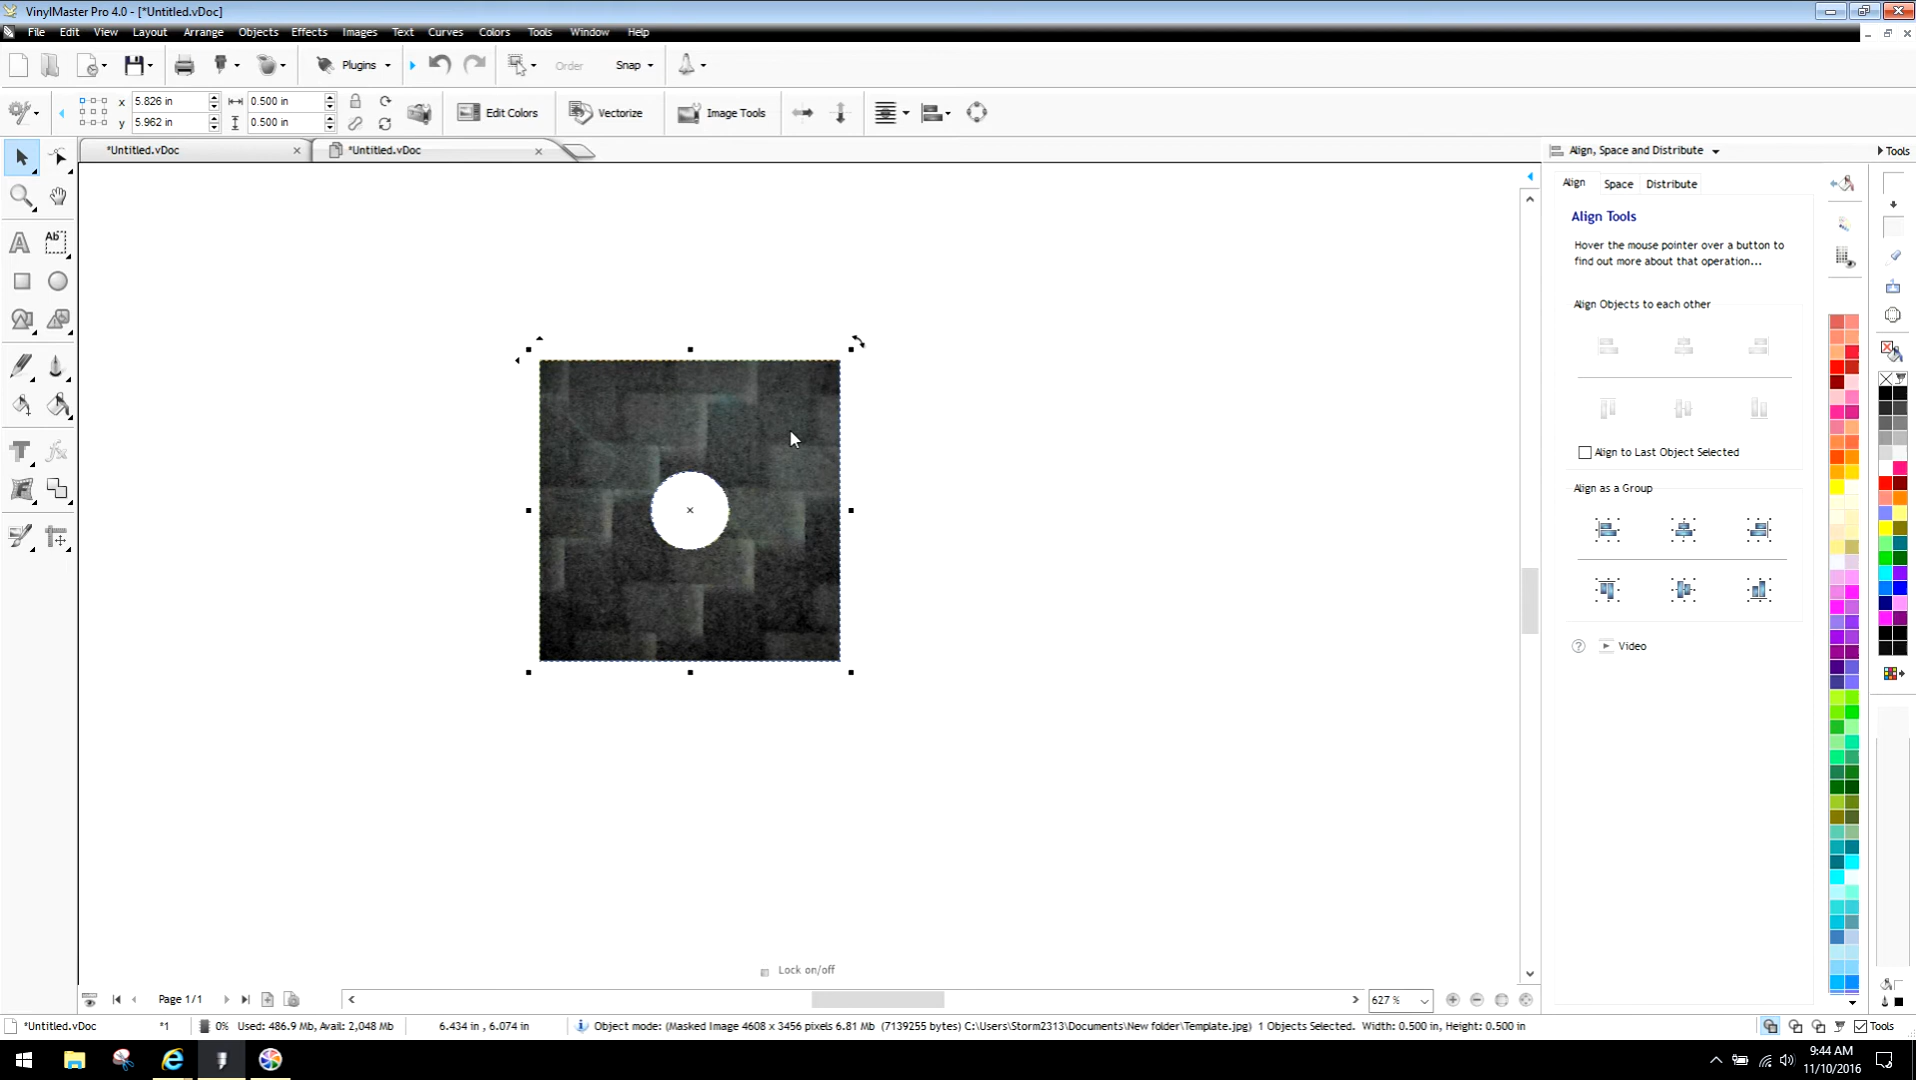 VinylMaster Pro 4.0 - [*Untitled.vDoc]
File Edit View Layout Arrange Objects Effects Images Text Curves Colors Tools Window Help
Plugins Order Snap
x 5.826 in 0.500 in
y 5.962 in 0.500 in
Edit Colors Vectorize Image Tools
*Untitled.vDoc *Untitled.vDoc
Align, Space and Distribute Tools
Align Space Distribute
Align Tools
Hover the mouse pointer over a button to
find out more about that operation...
Align Objects to each other
Align to Last Object Selected
Align as a Group
Video
Lock on/off
Page 1/1 627 %
*Untitled.vDoc *1 0% Used: 486.9 Mb, Avail: 2,048 Mb 6.434 in , 6.074 in Object mode: (Masked Image 4608 x 3456 pixels 6.81 Mb (7139255 bytes) C:\Users\Storm2313\Documents\New folder\Template.jpg) 1 Objects Selected. Width: 0.500 in, Height: 0.500 in Tools
9:44 AM
11/10/2016